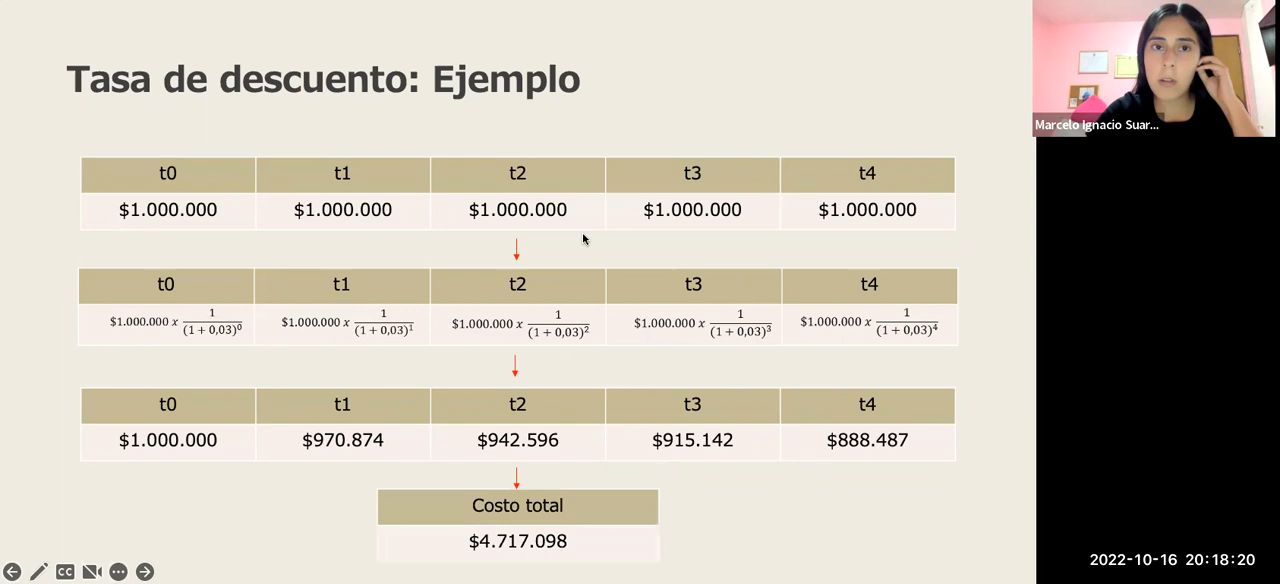 Tasa de descuento: Ejemplo
Marcelo Ignacio Suar...
t0 t1 t2 t3 t4
$1.000.000 $1.000.000 $1.000.000 $1.000.000 $1.000.000
t0 t1 t2 t3 t4
$1.000.000 x 1/(1 + 0,03)⁰ $1.000.000 x 1/(1 + 0,03)¹ $1.000.000 x 1/(1 + 0,03)² $1.000.000 x 1/(1 + 0,03)³ $1.000.000 x 1/(1 + 0,03)⁴
t0 t1 t2 t3 t4
$1.000.000 $970.874 $942.596 $915.142 $888.487
Costo total
$4.717.098
CC
2022-10-16 20:18:20